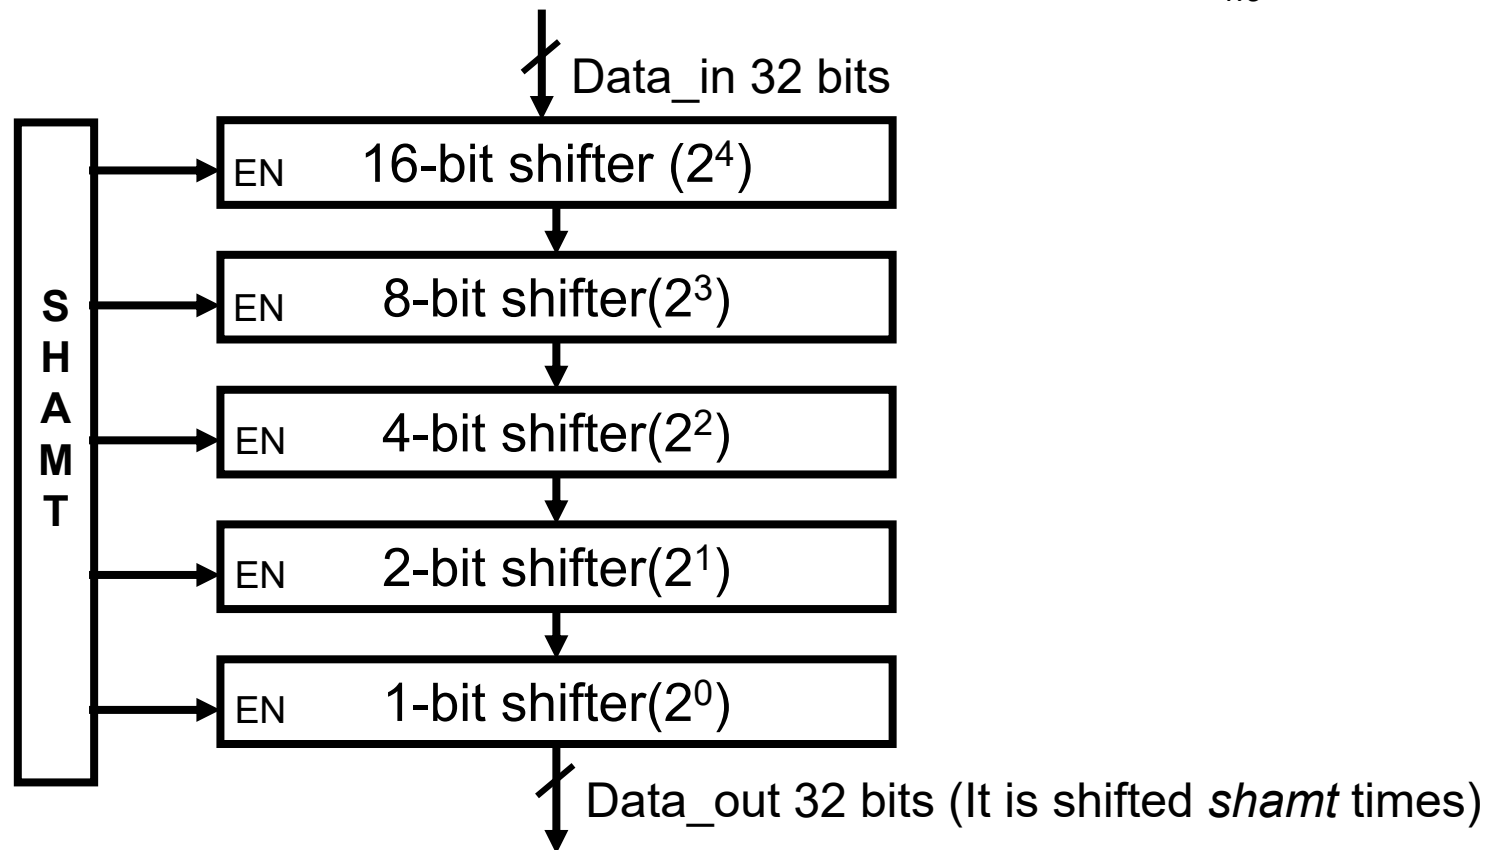 Data_in 32 bits
EN 16-bit shifter (2⁴)
EN 8-bit shifter(2³)
EN 4-bit shifter(2²)
EN 2-bit shifter(2¹)
EN 1-bit shifter(2⁰)
S
H
A
M
T
Data_out 32 bits (It is shifted shamt times)